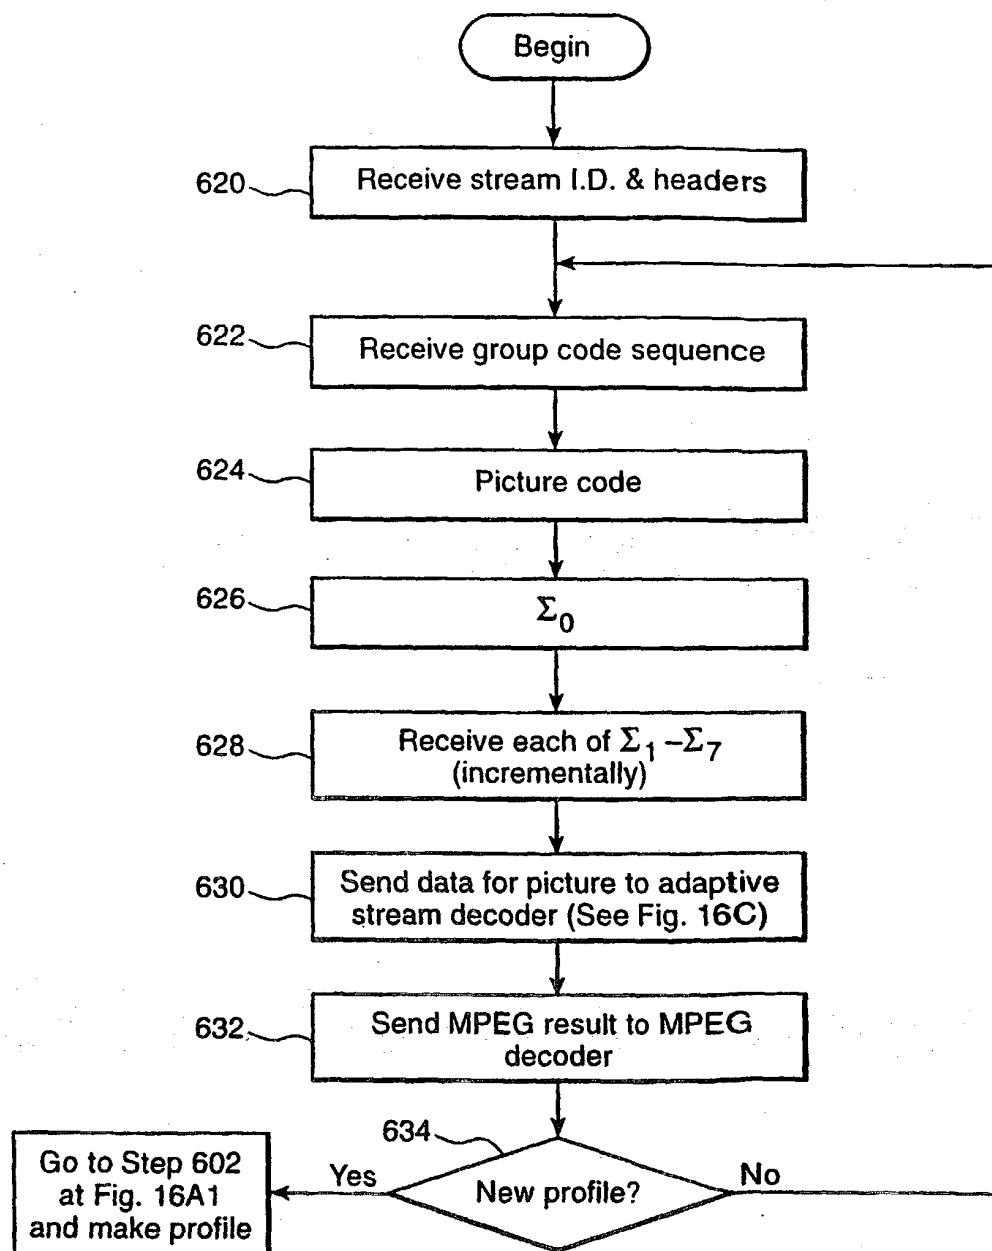 Begin
620
Receive stream I.D. & headers
622
Receive group code sequence
624
Picture code
626
Σ0
628
Receive each of Σ1–Σ7
(incrementally)
630
Send data for picture to adaptive
stream decoder (See Fig. 16C)
632
Send MPEG result to MPEG
decoder
634
New profile?
Yes
No
Go to Step 602
at Fig. 16A1
and make profile